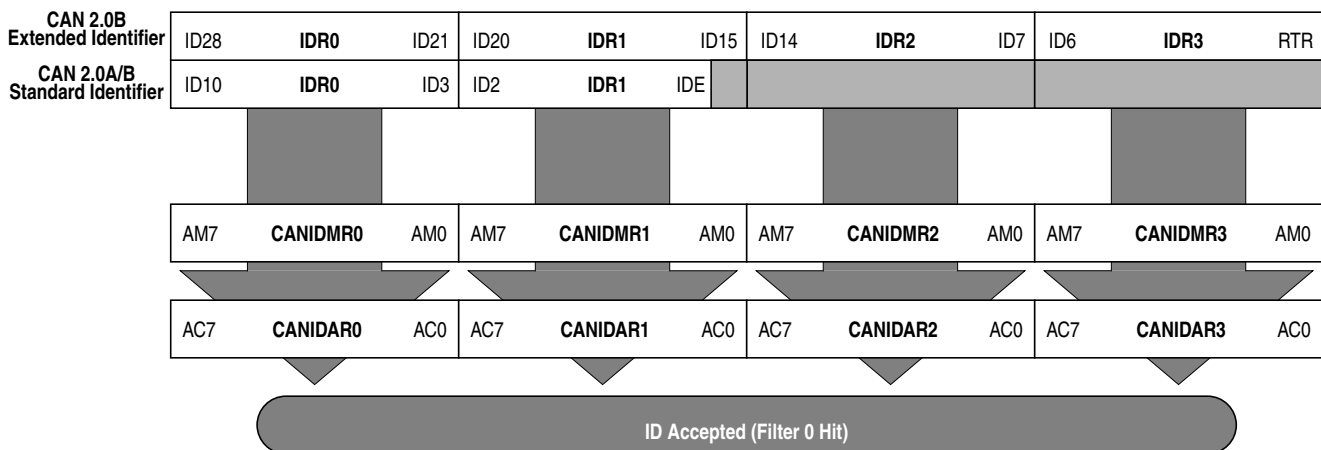 CAN 2.0B
Extended Identifier
ID28 IDR0 ID21 ID20 IDR1 ID15 ID14 IDR2 ID7 ID6 IDR3 RTR
CAN 2.0A/B
Standard Identifier
ID10 IDR0 ID3 ID2 IDR1 IDE
AM7 CANIDMR0 AM0 AM7 CANIDMR1 AM0 AM7 CANIDMR2 AM0 AM7 CANIDMR3 AM0
AC7 CANIDAR0 AC0 AC7 CANIDAR1 AC0 AC7 CANIDAR2 AC0 AC7 CANIDAR3 AC0
ID Accepted (Filter 0 Hit)